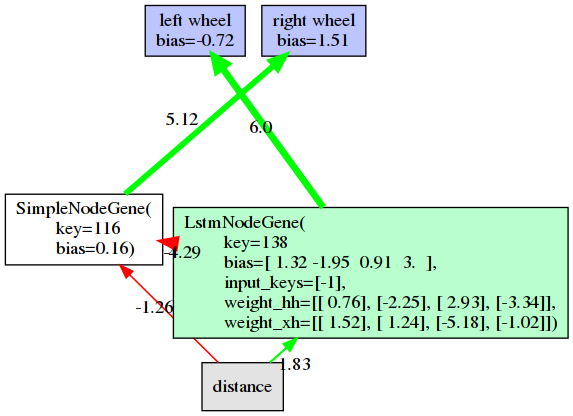 left wheel
bias=-0.72
right wheel
bias=1.51
5.12
6.0
SimpleNodeGene(
key=116
bias=0.16)
-4.29
LstmNodeGene(
key=138
bias=[ 1.32 -1.95 0.91 3. ],
input_keys=[-1],
weight_hh=[[ 0.76], [-2.25], [ 2.93], [-3.34]],
weight_xh=[[ 1.52], [ 1.24], [-5.18], [-1.02]])
-1.26
1.83
distance